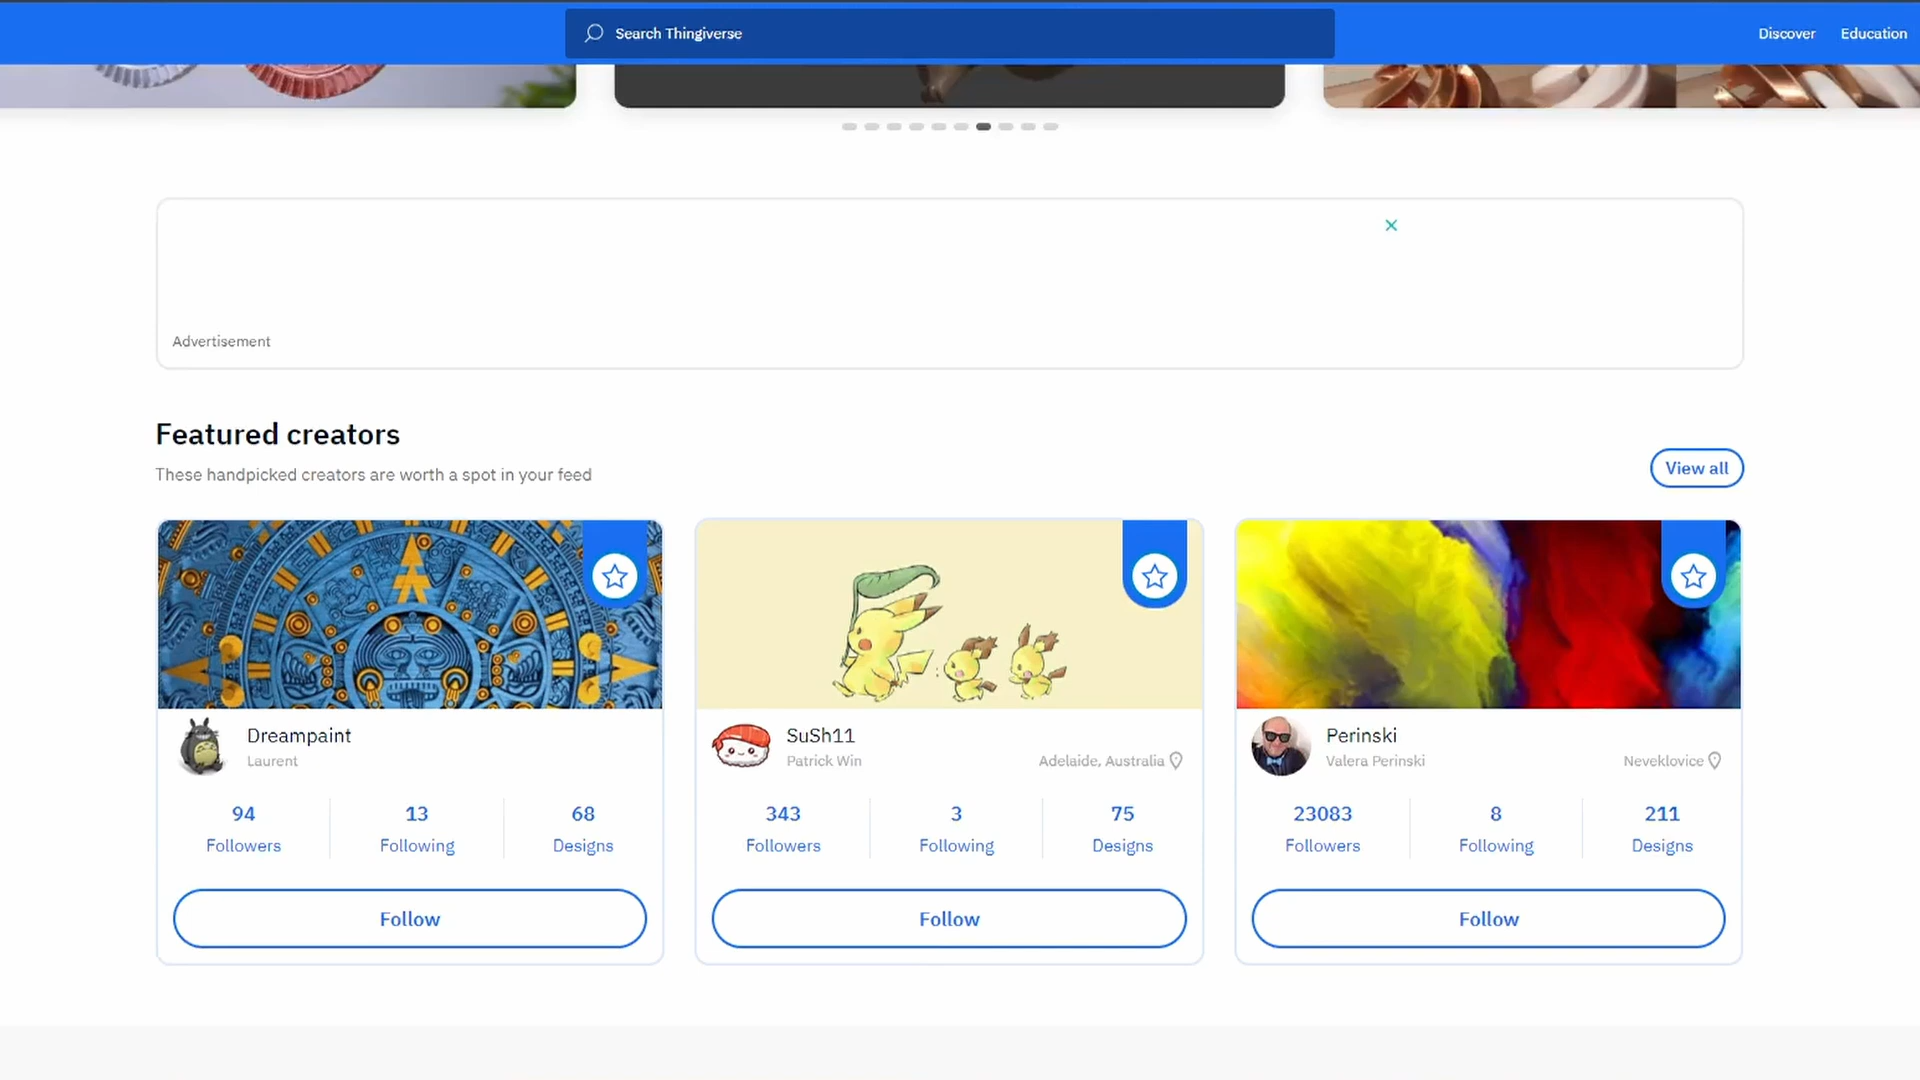 Search Thingiverse
Discover
Education
Advertisement
Featured creators
These handpicked creators are worth a spot in your feed
View all
Dreampaint
Laurent
94
Followers
13
Following
68
Designs
Follow
SuSh11
Patrick Win
Adelaide, Australia
343
Followers
3
Following
75
Designs
Follow
Perinski
Valera Perinski
Neveklovice
23083
Followers
8
Following
211
Designs
Follow